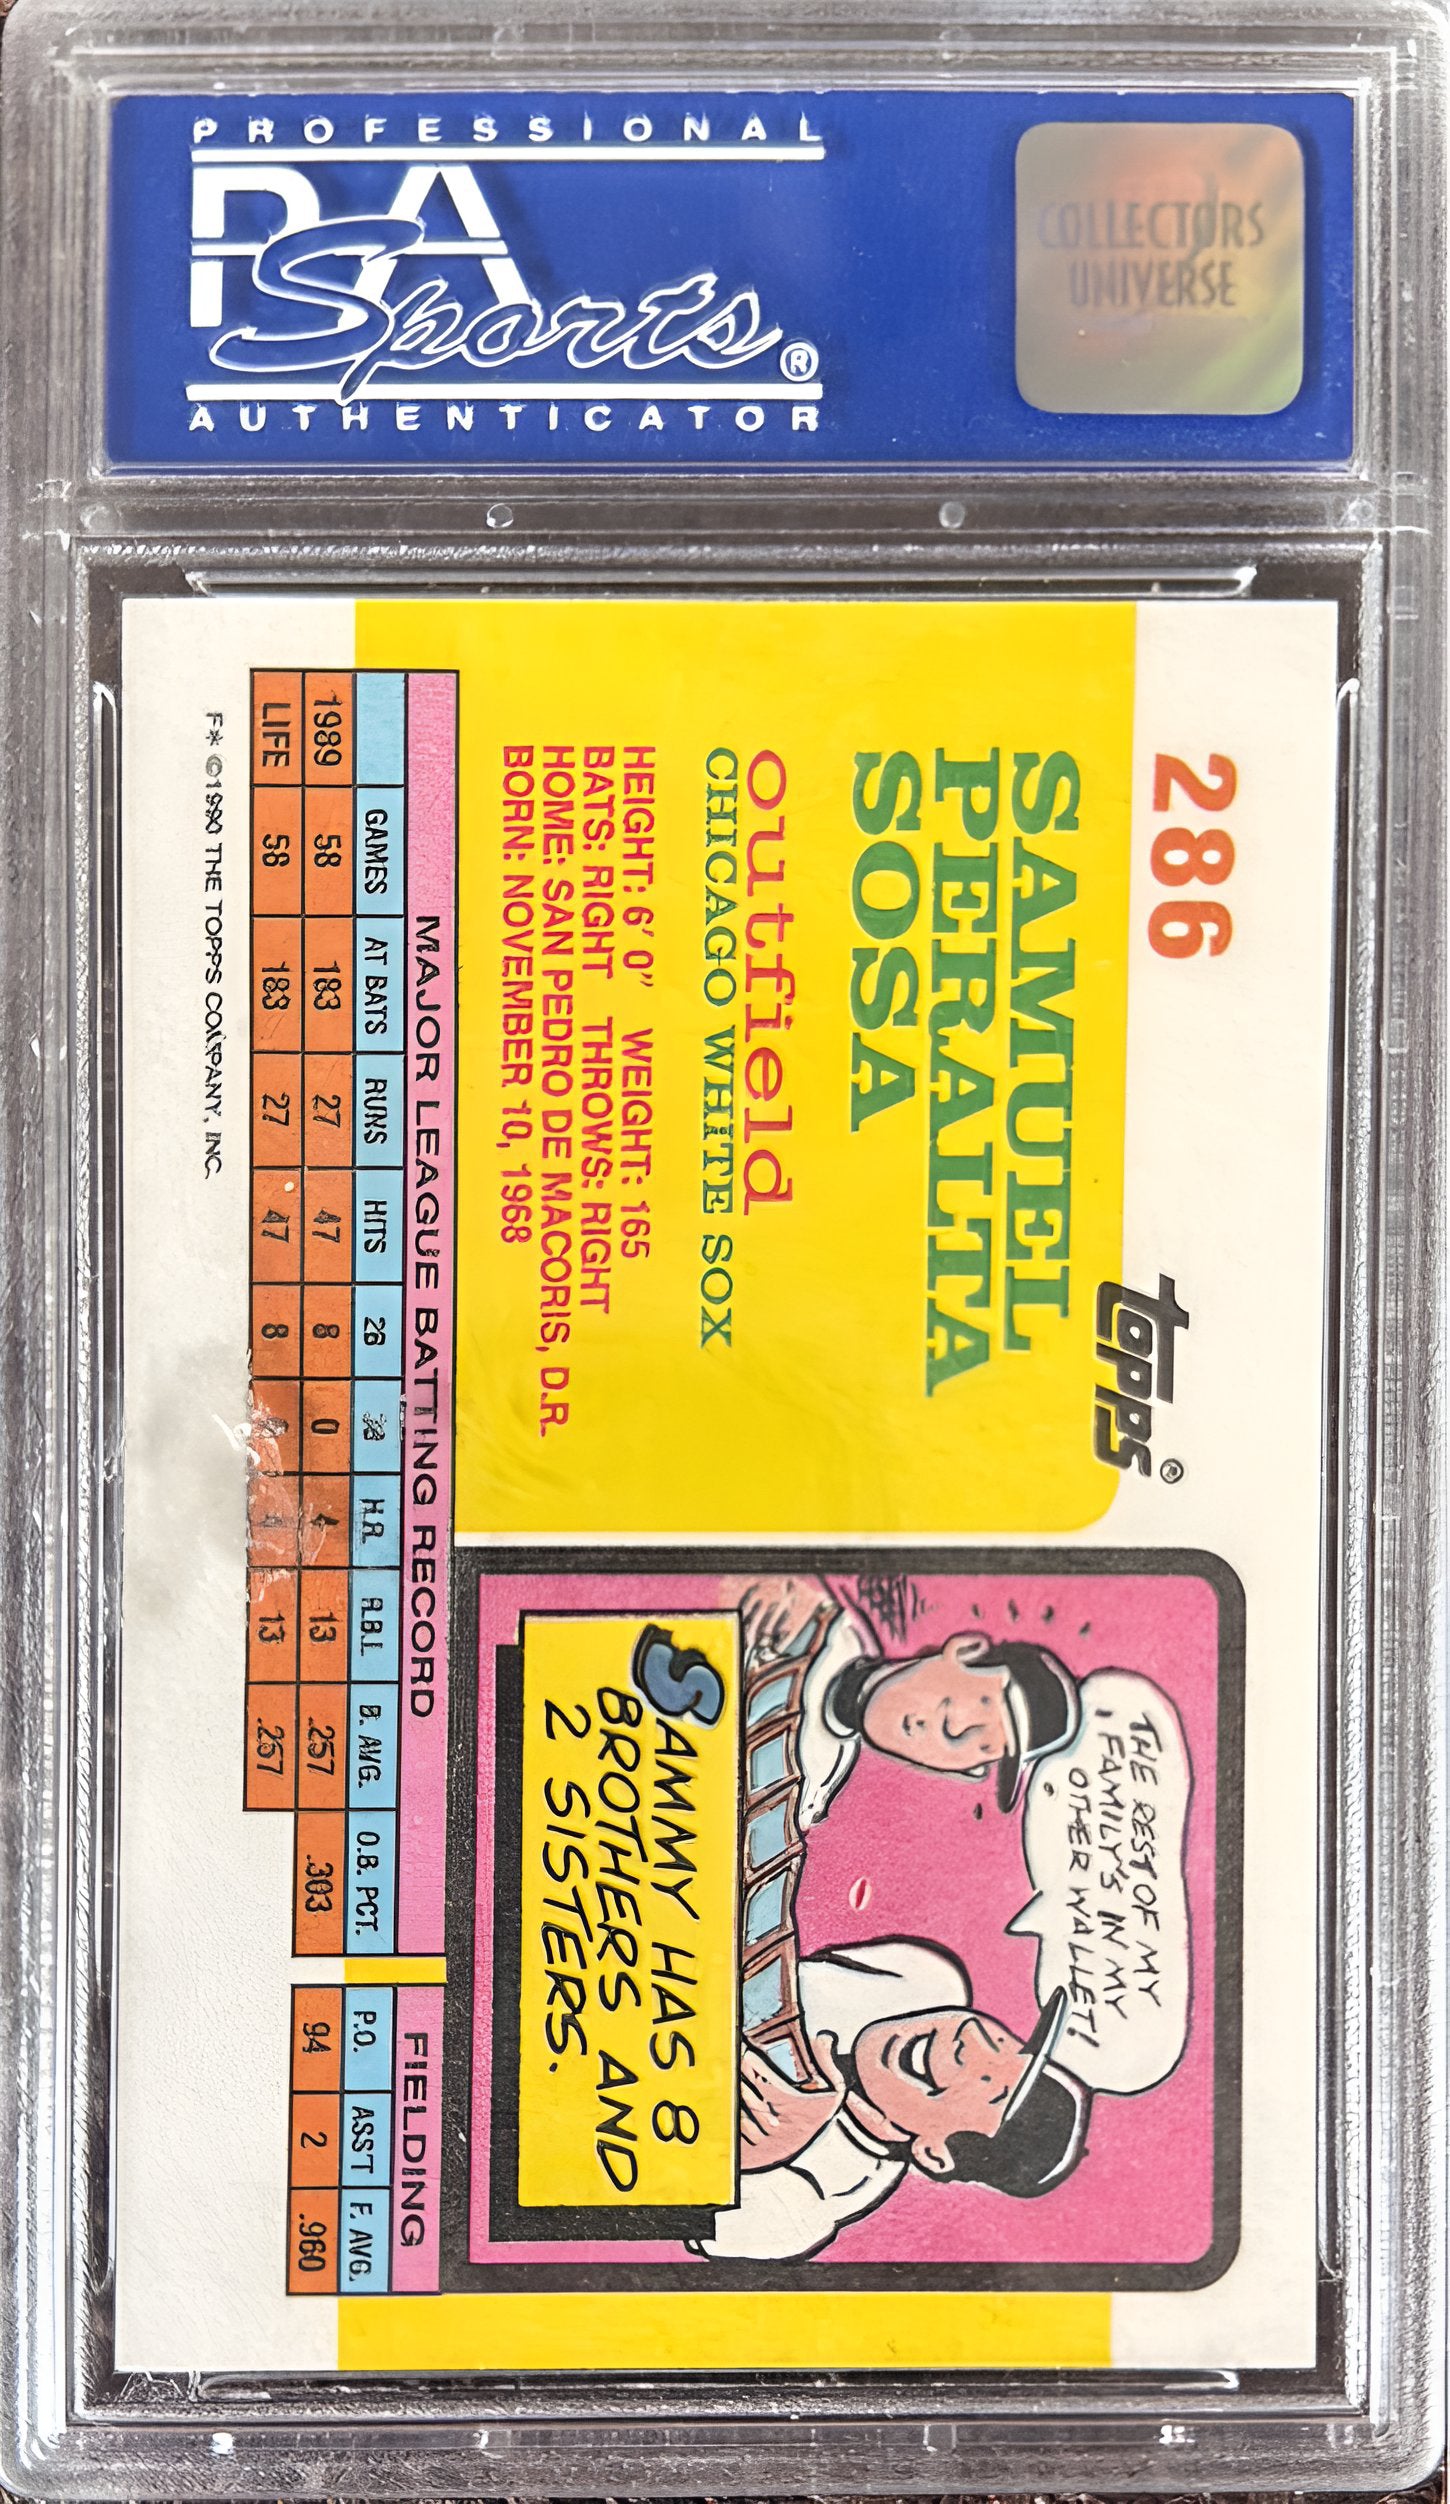 PROFESSIONAL
PSA
Sports®
AUTHENTICATOR
COLLECTORS
UNIVERSE
286
topps®
SAMUEL
PERALTA
SOSA
outfield
CHICAGO WHITE SOX
HEIGHT: 6' 0" WEIGHT: 165
BATS: RIGHT THROWS: RIGHT
HOME: SAN PEDRO DE MACORIS, D.R.
BORN: NOVEMBER 10, 1968
THE REST OF MY
FAMILY'S IN MY
OTHER WALLET!
SAMMY HAS 8
BROTHERS AND
2 SISTERS.
MAJOR LEAGUE BATTING RECORD FIELDING
GAMES AT BATS RUNS HITS 2B H.R. R.B.I. B. AVG. O.B. PCT. P.O. ASST F. AVG.
1989 58 183 27 47 8 0 4 13 .257 .303 94 2 .960
LIFE 58 183 27 47 8 4 13 .257
F* ©1990 THE TOPPS COMPANY, INC.